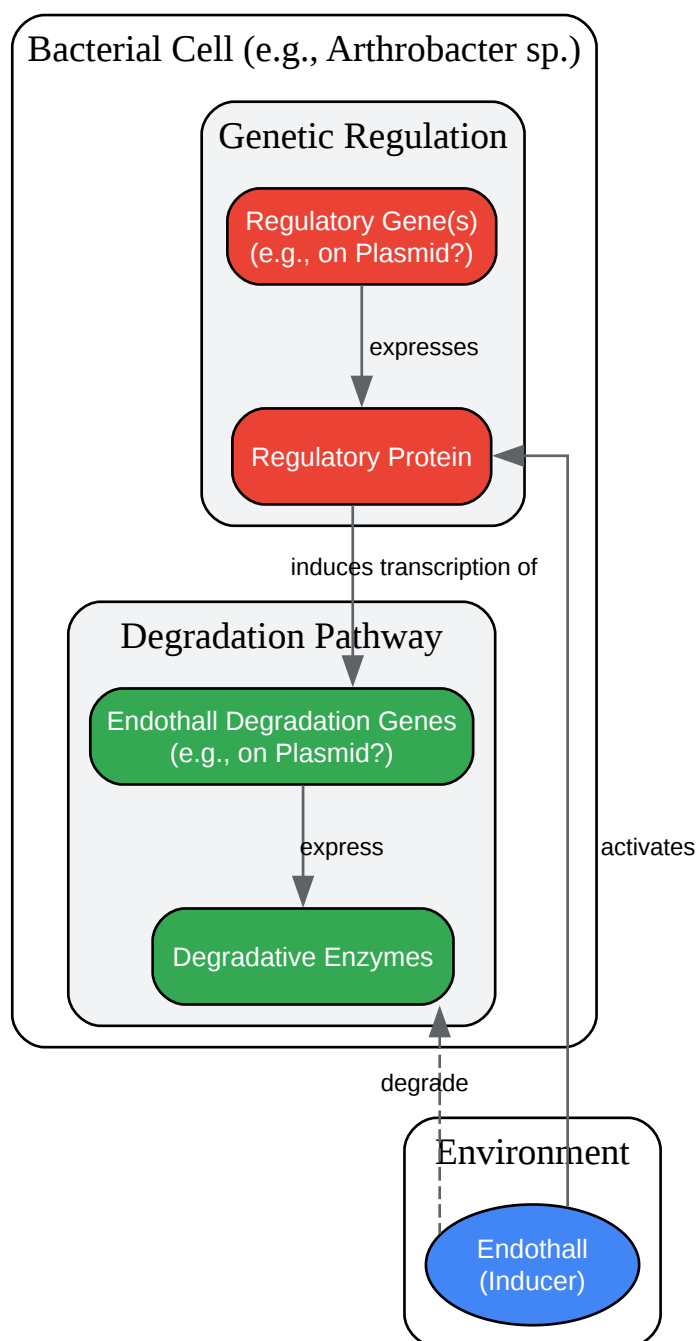 Bacterial Cell (e.g., Arthrobacter sp.)
Genetic Regulation
Regulatory Gene(s)
(e.g., on Plasmid?)
expresses
Regulatory Protein
induces transcription of
Degradation Pathway
Endothall Degradation Genes
(e.g., on Plasmid?)
express
activates
Degradative Enzymes
degrade
Environment
Endothall
(Inducer)